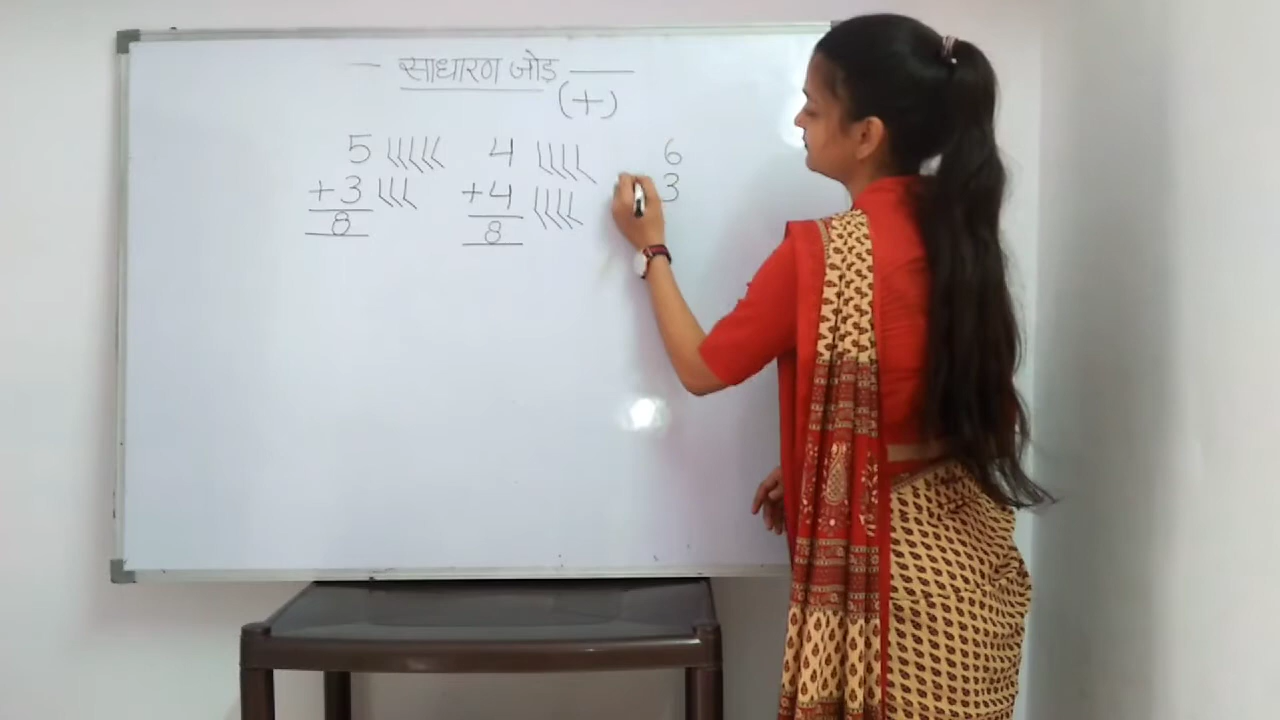 — साधारण जोड़ —
(+)
5 4 6
+3 +4 3
8 8